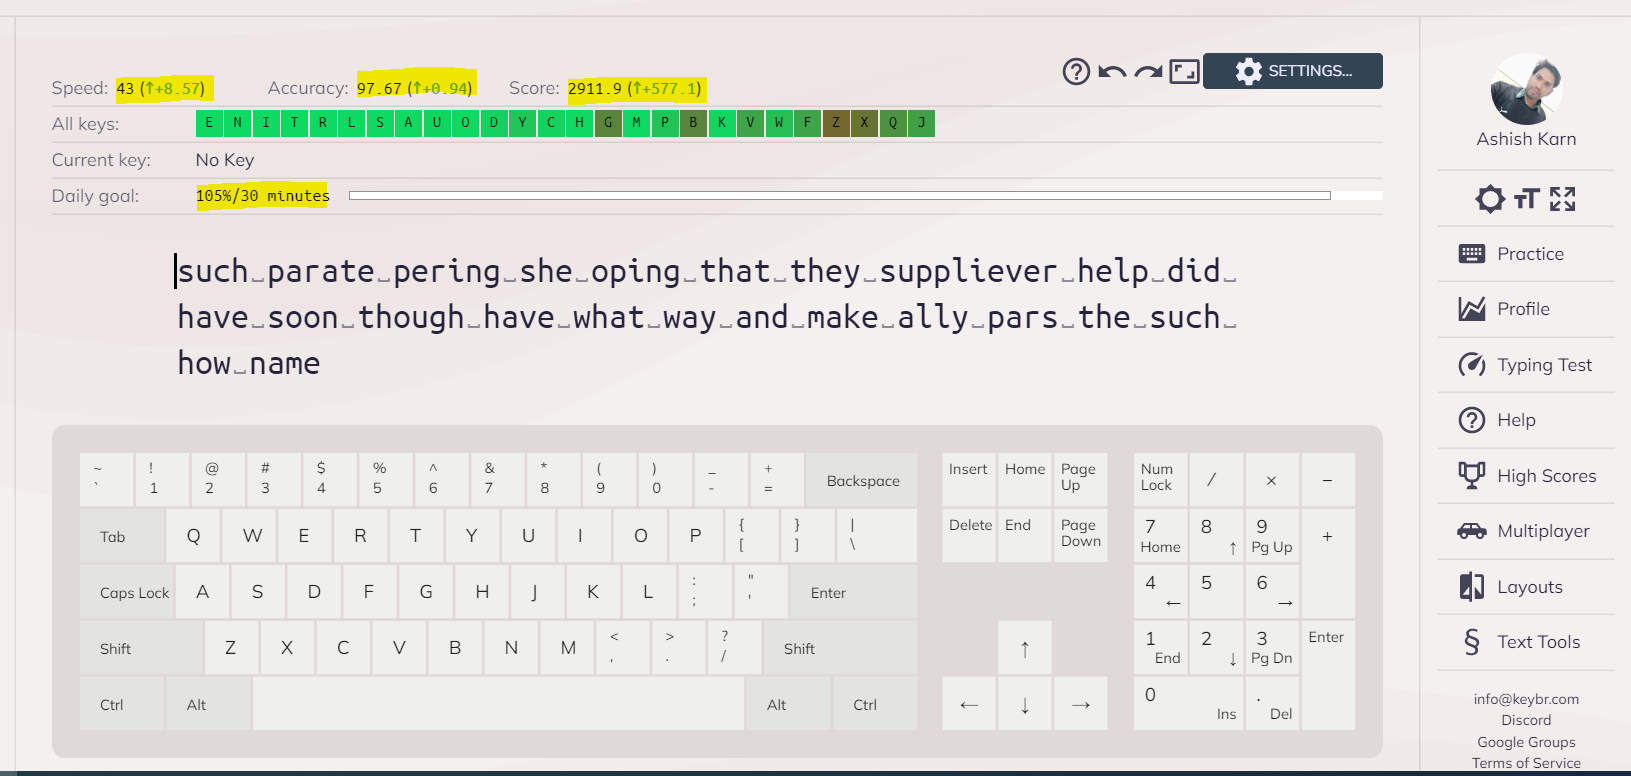 Speed: 43 (↑+8.57) Accuracy: 97.67 (↑+0.94) Score: 2911.9 (↑+577.1)
SETTINGS...
All keys: E N I T R L S A U O D Y C H G M P B K V W F Z X Q J
Current key: No Key
Daily goal: 105%/30 minutes
such␣parate␣pering␣she␣oping␣that␣they␣suppliever␣help␣did␣
have␣soon␣though␣have␣what␣way␣and␣make␣ally␣pars␣the␣such␣
how␣name
~ ! @ # $ % ^ & * ( ) _ +
` 1 2 3 4 5 6 7 8 9 0 - = Backspace
Tab Q W E R T Y U I O P { [ } ] | \
Caps Lock A S D F G H J K L : ; " ' Enter
Shift Z X C V B N M < , > . ? / Shift
Ctrl Alt Alt Ctrl
Insert Home Page Up
Delete End Page Down
↑
← ↓ →
Num Lock / × −
7 Home 8 ↑ 9 Pg Up +
4 ← 5 6 →
1 End 2 ↓ 3 Pg Dn Enter
0 Ins . Del
Ashish Karn
Practice
Profile
Typing Test
Help
High Scores
Multiplayer
Layouts
§ Text Tools
info@keybr.com
Discord
Google Groups
Terms of Service